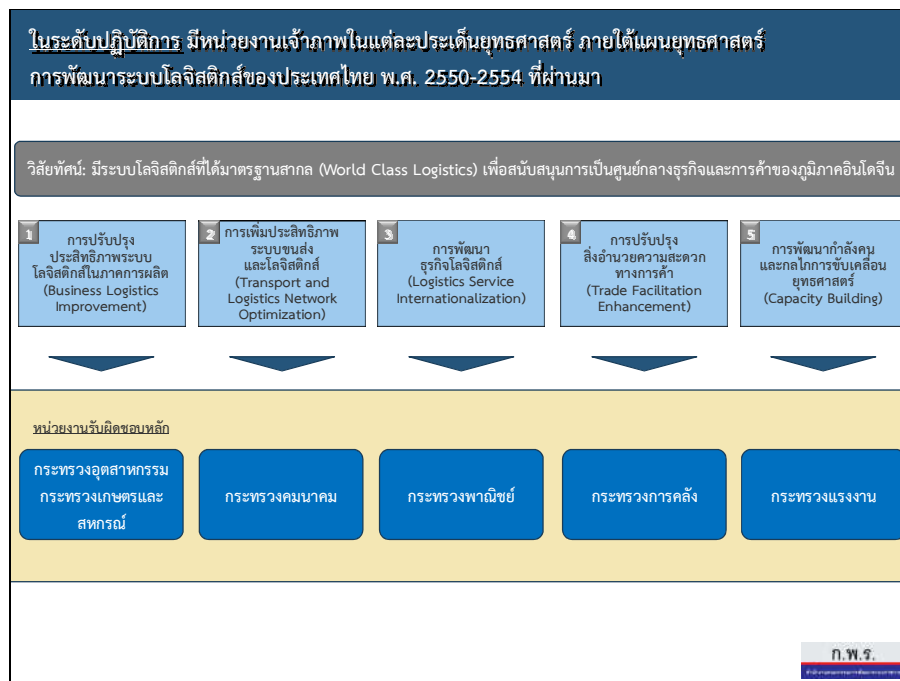 ในระดับปฏิบัติการ มีหน่วยงานเจ้าภาพในแต่ละประเด็นยุทธศาสตร์ ภายใต้แผนยุทธศาสตร์
การพัฒนาระบบโลจิสติกส์ของประเทศไทย พ.ศ. 2550-2554 ที่ผ่านมา
วิสัยทัศน์: มีระบบโลจิสติกส์ที่ได้มาตรฐานสากล (World Class Logistics) เพื่อสนับสนุนการเป็นศูนย์กลางธุรกิจและการค้าของภูมิภาคอินโดจีน
1
การปรับปรุง
ประสิทธิภาพระบบ
โลจิสติกส์ในภาคการผลิต
(Business Logistics
Improvement)
2
การเพิ่มประสิทธิภาพ
ระบบขนส่ง
และโลจิสติกส์
(Transport and
Logistics Network
Optimization)
3
การพัฒนา
ธุรกิจโลจิสติกส์
(Logistics Service
Internationalization)
4
การปรับปรุง
สิ่งอำนวยความสะดวก
ทางการค้า
(Trade Facilitation
Enhancement)
5
การพัฒนากำลังคน
และกลไกการขับเคลื่อน
ยุทธศาสตร์
(Capacity Building)
หน่วยงานรับผิดชอบหลัก
กระทรวงอุตสาหกรรม
กระทรวงเกษตรและ
สหกรณ์
กระทรวงคมนาคม
กระทรวงพาณิชย์
กระทรวงการคลัง
กระทรวงแรงงาน
ก.พ.ร.